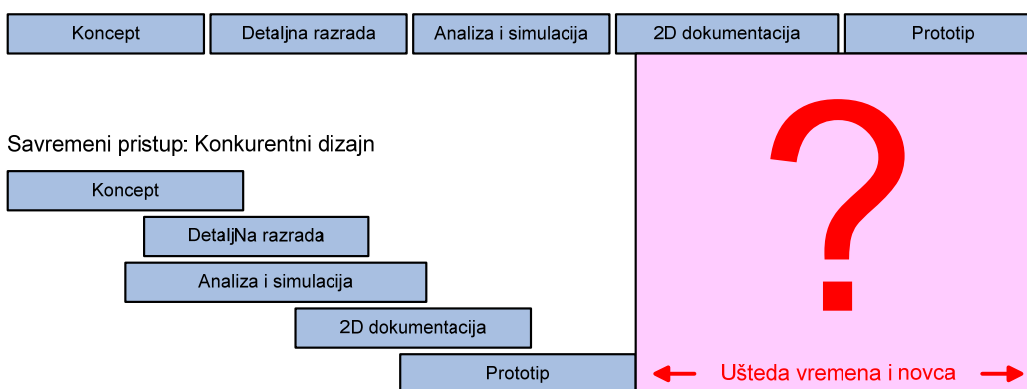 Koncept
Detaljna razrada
Analiza i simulacija
2D dokumentacija
Prototip
?
Savremeni pristup: Konkurentni dizajn
Koncept
DetaljNa razrada
Analiza i simulacija
2D dokumentacija
Prototip
Ušteda vremena i novca